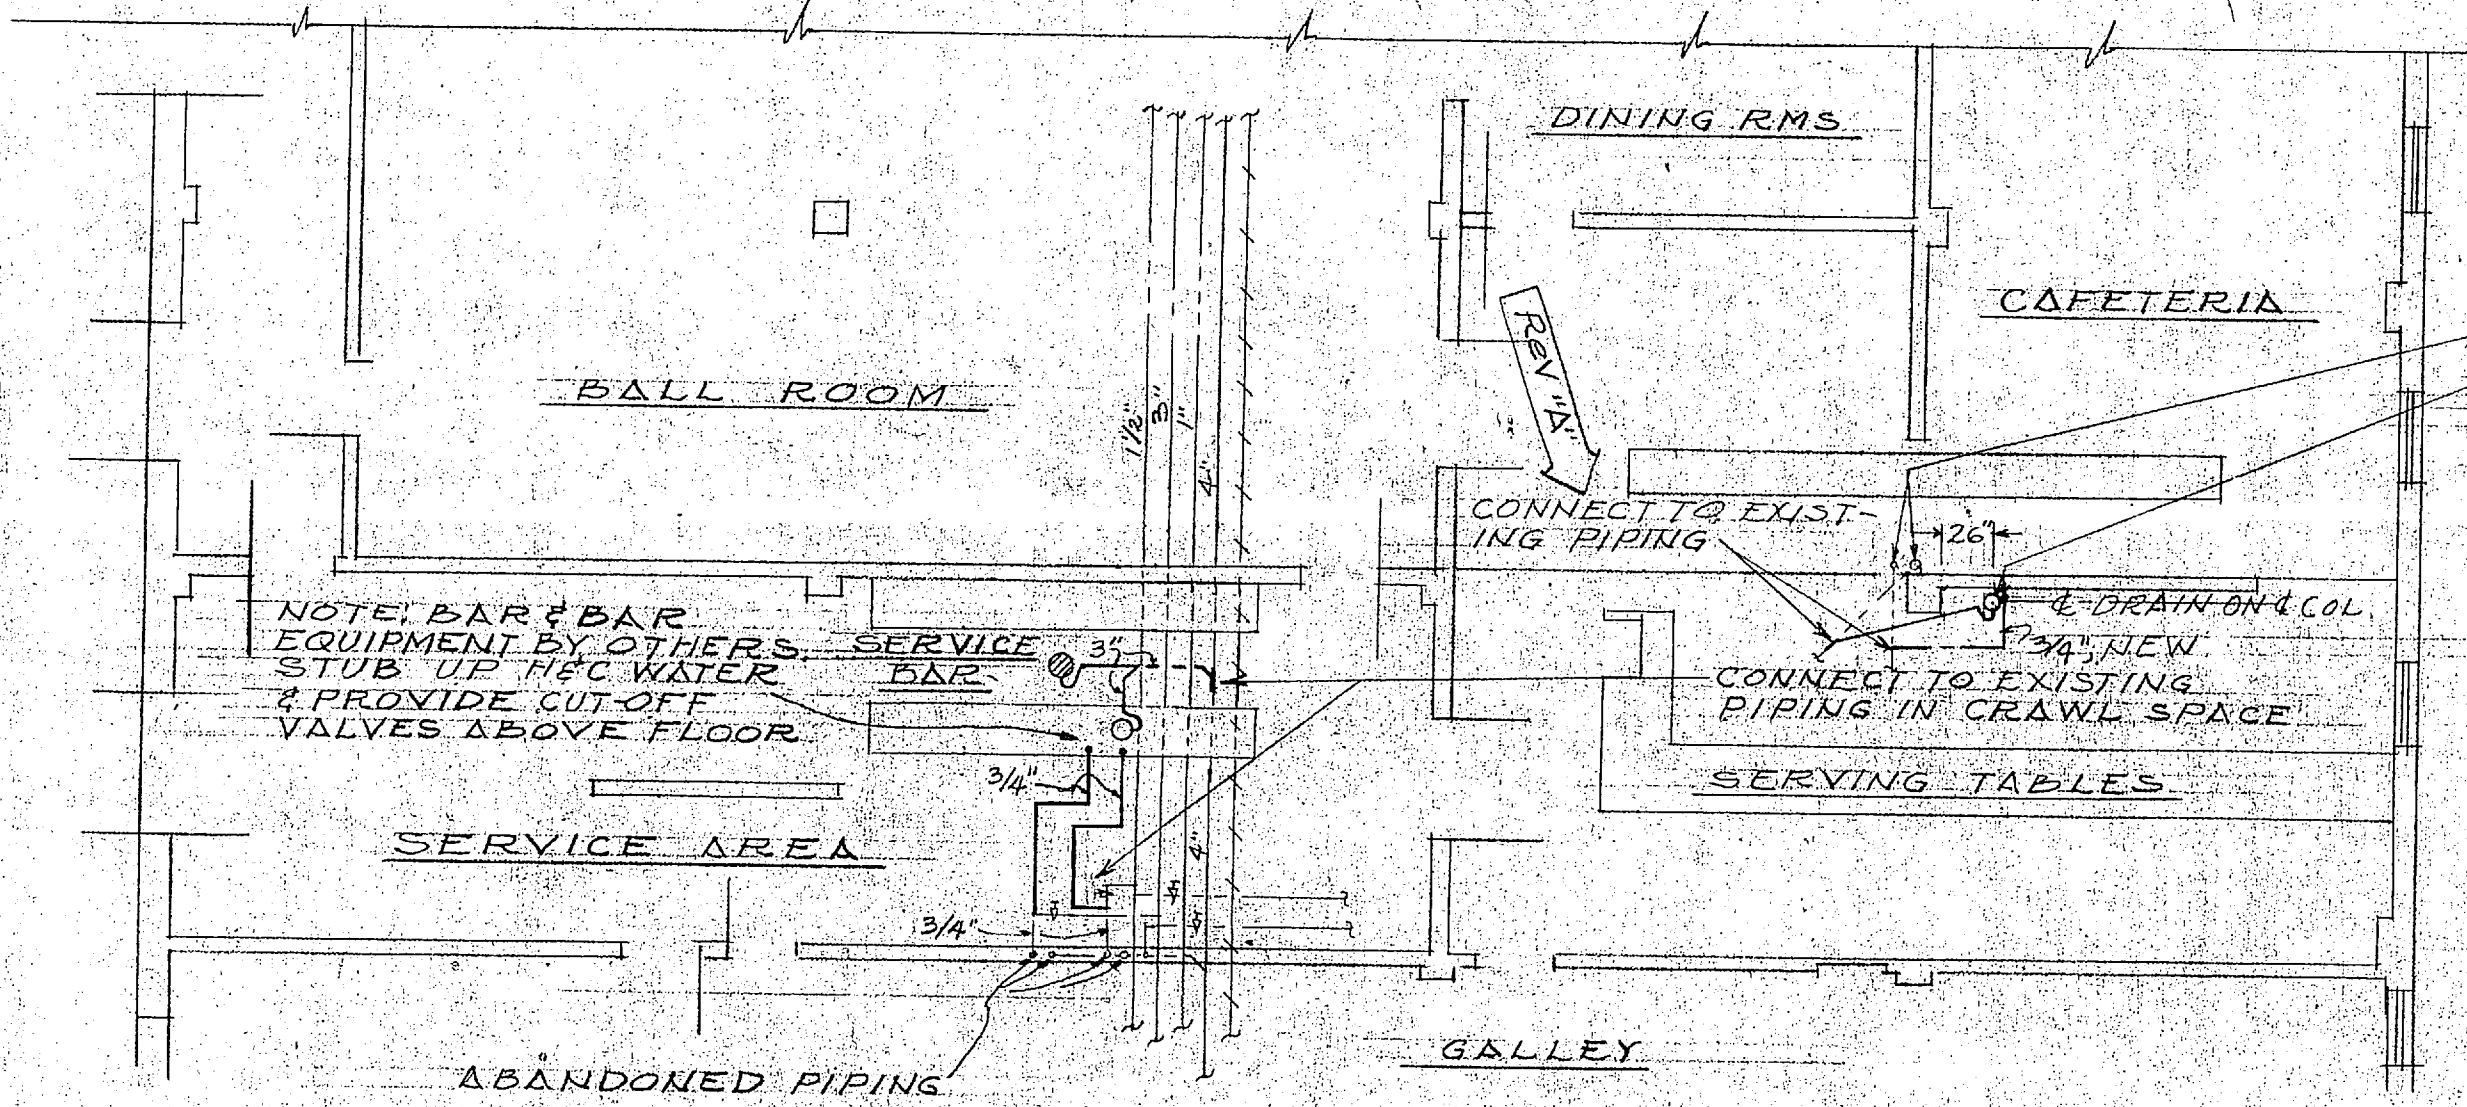 DINING RMS
CAFETERIA
BALL ROOM
1 1/2"
3"
1"
4"
REV "A"
CONNECT TO EXIST-
ING PIPING
26"
NOTE: BAR & BAR
EQUIPMENT BY OTHERS.
STUB UP H&C WATER
& PROVIDE CUT-OFF
VALVES ABOVE FLOOR
SERVICE
BAR
3"
℄ DRAIN ON ℄ COL.
3/4", NEW
CONNECT TO EXISTING
PIPING IN CRAWL SPACE
3/4"
SERVING TABLES
SERVICE AREA
4"
3/4"
GALLEY
ABANDONED PIPING